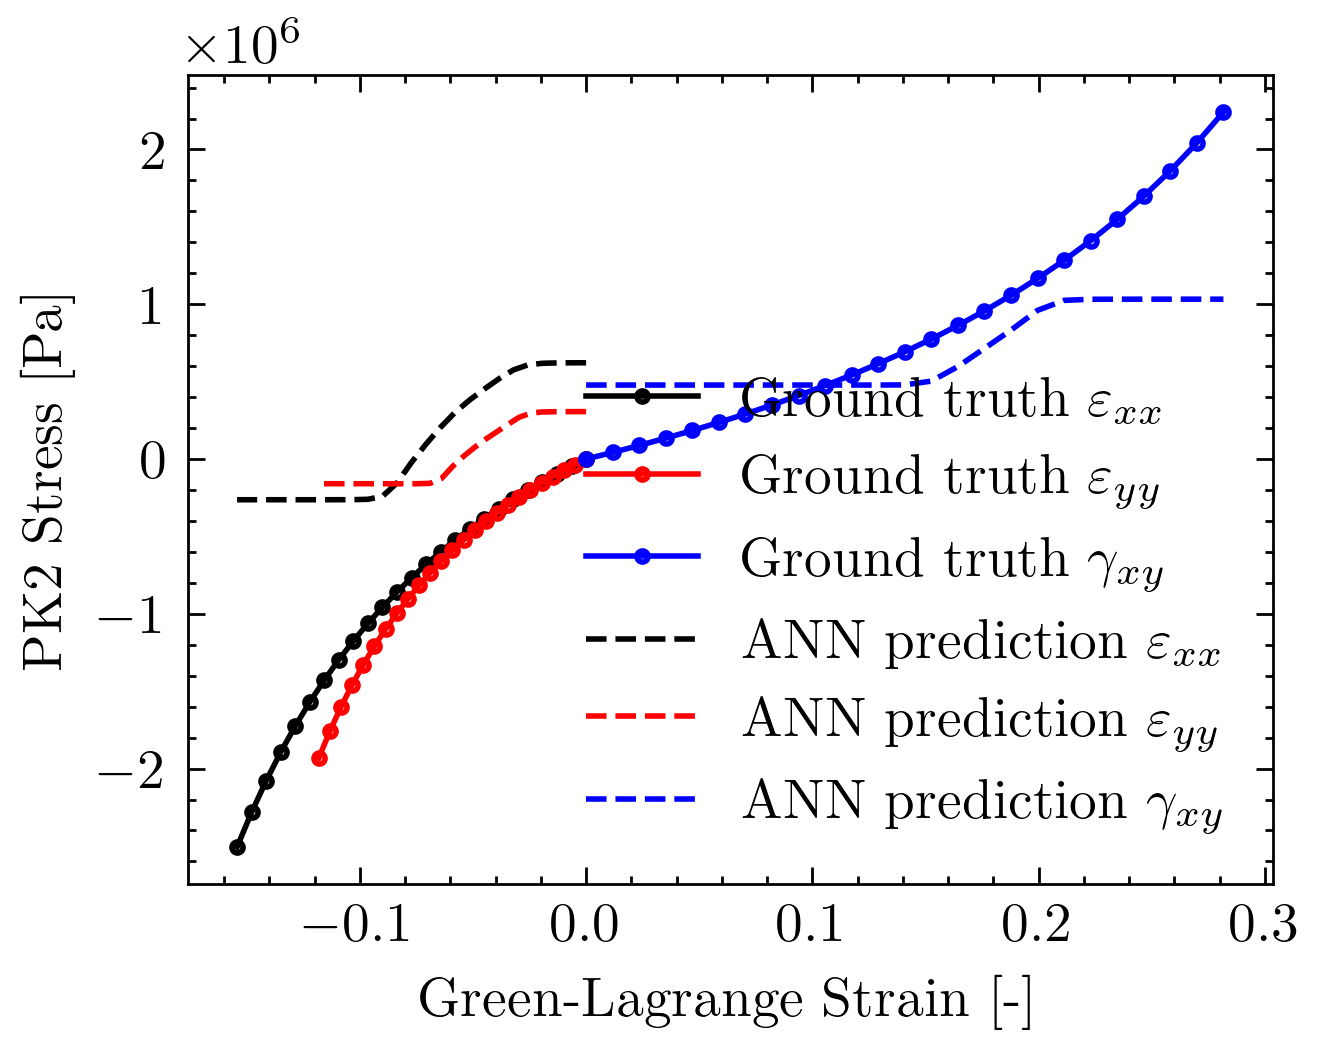 ×10⁶
2
1
0
−1
−2
PK2 Stress [Pa]
Ground truth εxx
Ground truth εyy
Ground truth γxy
ANN prediction εxx
ANN prediction εyy
ANN prediction γxy
−0.1 0.0 0.1 0.2 0.3
Green-Lagrange Strain [-]